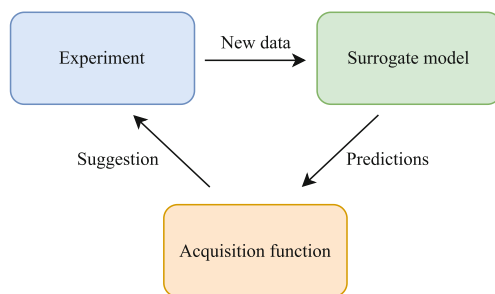 Experiment
New data
Surrogate model
Suggestion
Predictions
Acquisition function